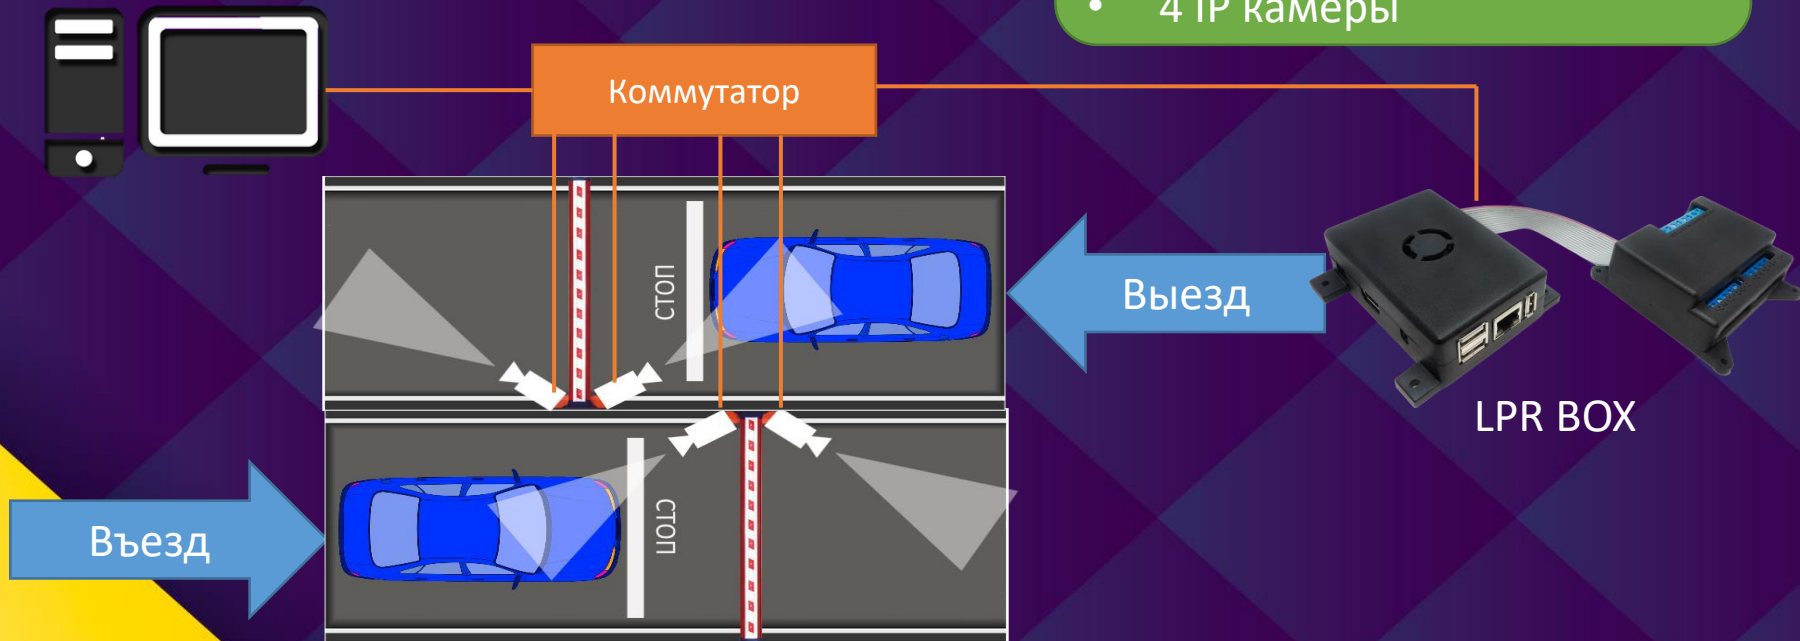 • 4 IP камеры
Коммутатор
СТОП
Выезд
LPR BOX
СТОП
Въезд